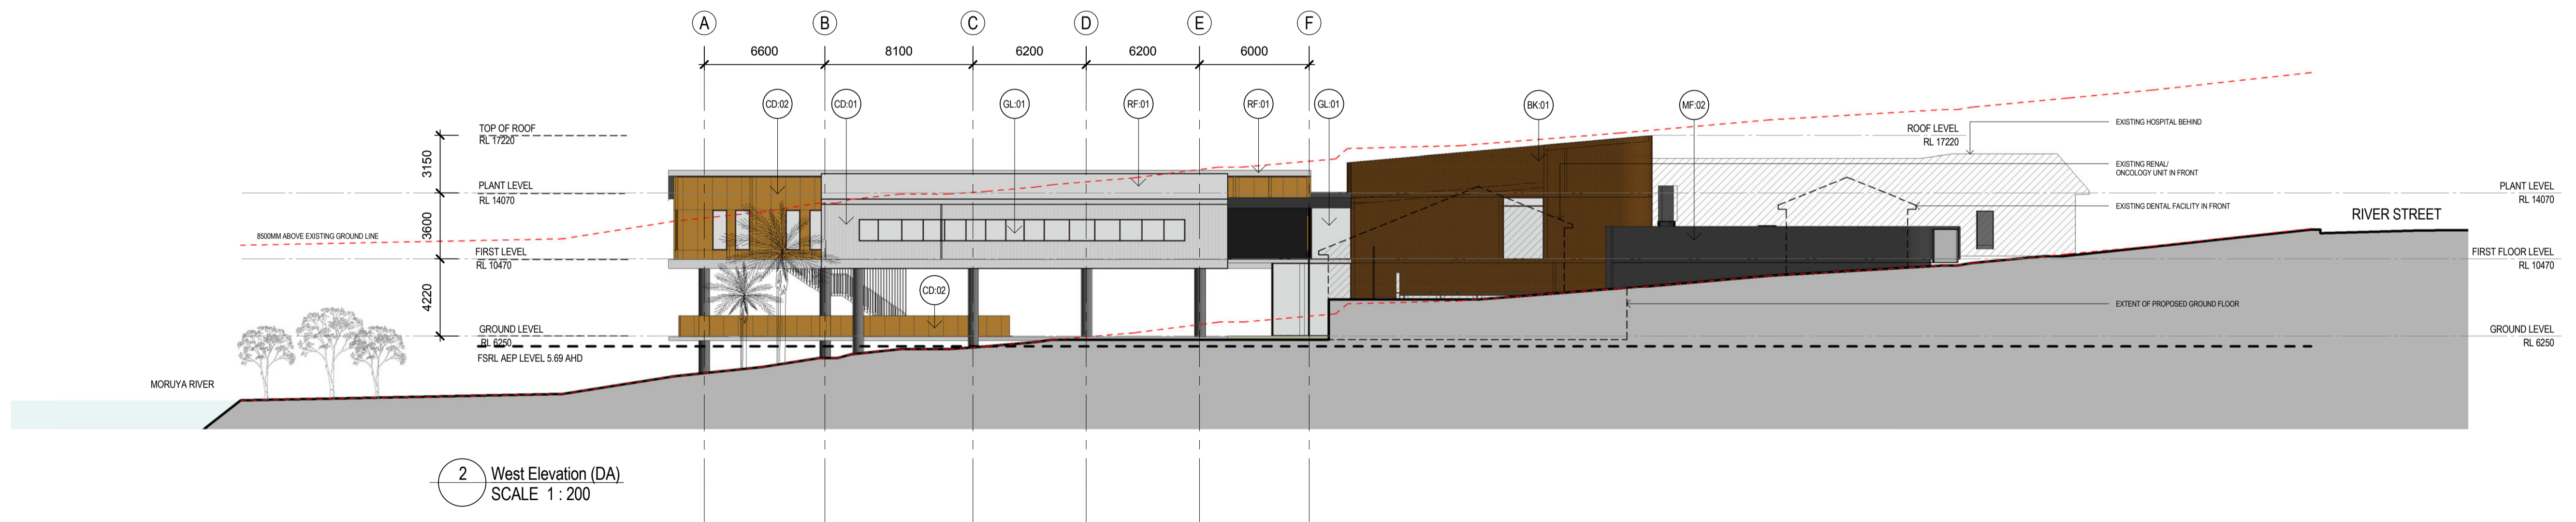 A B C D E F
6600 8100 6200 6200 6000
CD:02 CD:01 GL:01 RF:01 RF:01 GL:01 BK:01 MF:02
TOP OF ROOF
RL 17220
3150
PLANT LEVEL
RL 14070
3600
8500MM ABOVE EXISTING GROUND LINE
FIRST LEVEL
RL 10470
4220
CD:02
GROUND LEVEL
RL 6250
FSRL AEP LEVEL 5.69 AHD
MORUYA RIVER
ROOF LEVEL
RL 17220
EXISTING HOSPITAL BEHIND
EXISTING RENAL/
ONCOLOGY UNIT IN FRONT
EXISTING DENTAL FACILITY IN FRONT
EXTENT OF PROPOSED GROUND FLOOR
PLANT LEVEL
RL 14070
RIVER STREET
FIRST FLOOR LEVEL
RL 10470
GROUND LEVEL
RL 6250
2 West Elevation (DA)
SCALE 1 : 200